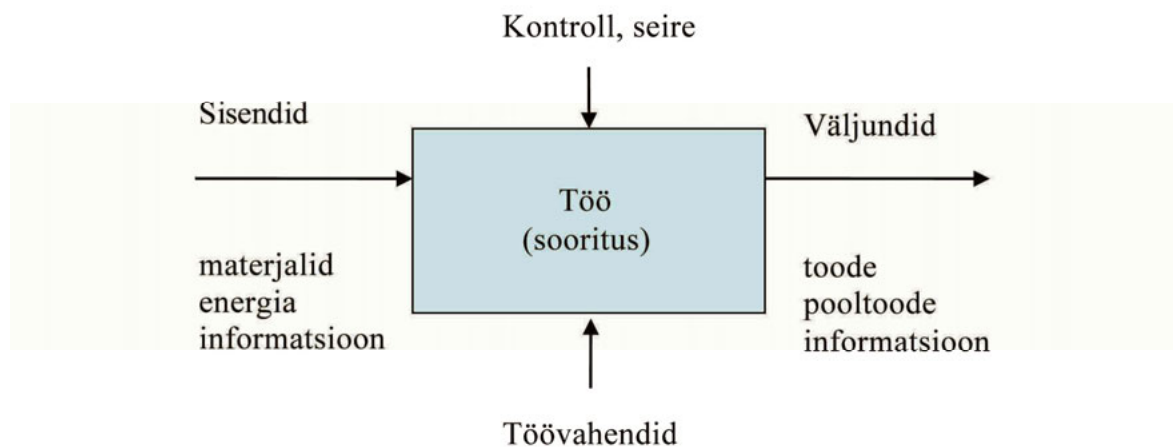 Kontroll, seire
Sisendid
Väljundid
Töö
(sooritus)
materjalid
energia
informatsioon
toode
pooltoode
informatsioon
Töövahendid